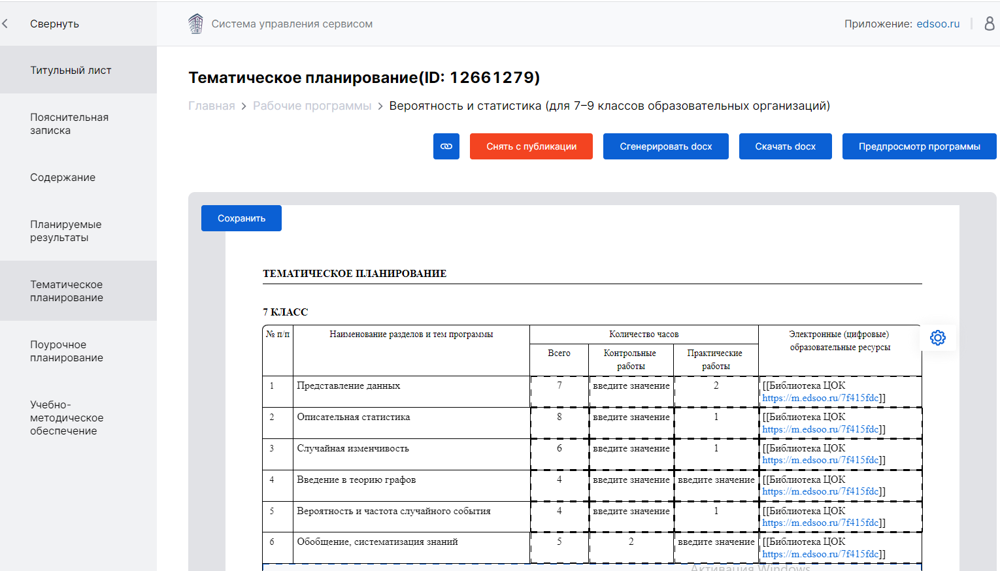 Свернуть
Титульный лист
Пояснительная
записка
Содержание
Планируемые
результаты
Тематическое
планирование
Поурочное
планирование
Учебно-
методическое
обеспечение
Система управления сервисом
Приложение: edsoo.ru
Тематическое планирование(ID: 12661279)
Главная > Рабочие программы > Вероятность и статистика (для 7–9 классов образовательных организаций)
Снять с публикации
Сгенерировать docx
Скачать docx
Предпросмотр программы
Сохранить
ТЕМАТИЧЕСКОЕ ПЛАНИРОВАНИЕ
7 КЛАСС
№ п/п
Наименование разделов и тем программы
Количество часов
Электронные (цифровые)
образовательные ресурсы
Всего
Контрольные
работы
Практические
работы
1 Представление данных 7 введите значение 2 [[Библиотека ЦОК
https://m.edsoo.ru/7f415fdc]]
2 Описательная статистика 8 введите значение 1 [[Библиотека ЦОК
https://m.edsoo.ru/7f415fdc]]
3 Случайная изменчивость 6 введите значение 1 [[Библиотека ЦОК
https://m.edsoo.ru/7f415fdc]]
4 Введение в теорию графов 4 введите значение введите значение [[Библиотека ЦОК
https://m.edsoo.ru/7f415fdc]]
5 Вероятность и частота случайного события 4 введите значение 1 [[Библиотека ЦОК
https://m.edsoo.ru/7f415fdc]]
6 Обобщение, систематизация знаний 5 2 введите значение [[Библиотека ЦОК
https://m.edsoo.ru/7f415fdc]]
Активация Windows